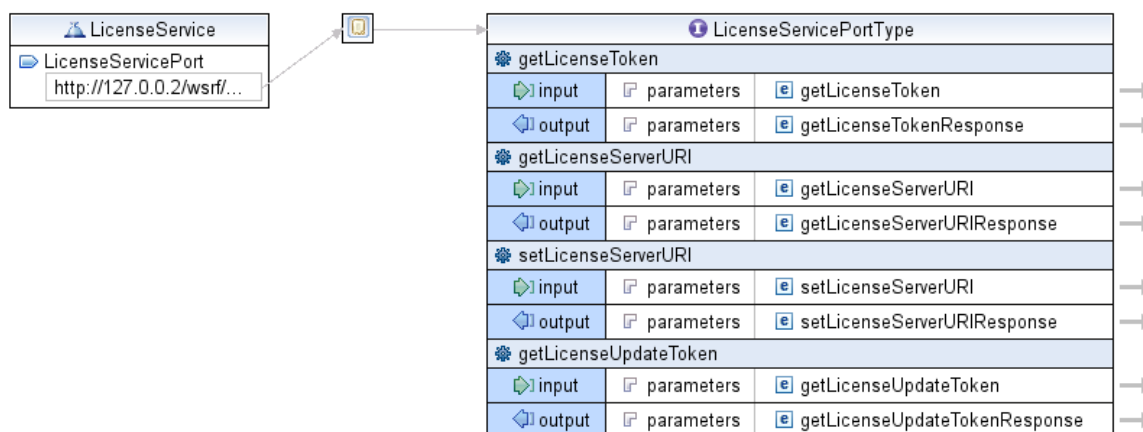 LicenseService
LicenseServicePort
http://127.0.0.2/wsrf/...
LicenseServicePortType
getLicenseToken
input parameters e getLicenseToken
output parameters e getLicenseTokenResponse
getLicenseServerURI
input parameters e getLicenseServerURI
output parameters e getLicenseServerURIResponse
setLicenseServerURI
input parameters e setLicenseServerURI
output parameters e setLicenseServerURIResponse
getLicenseUpdateToken
input parameters e getLicenseUpdateToken
output parameters e getLicenseUpdateTokenResponse